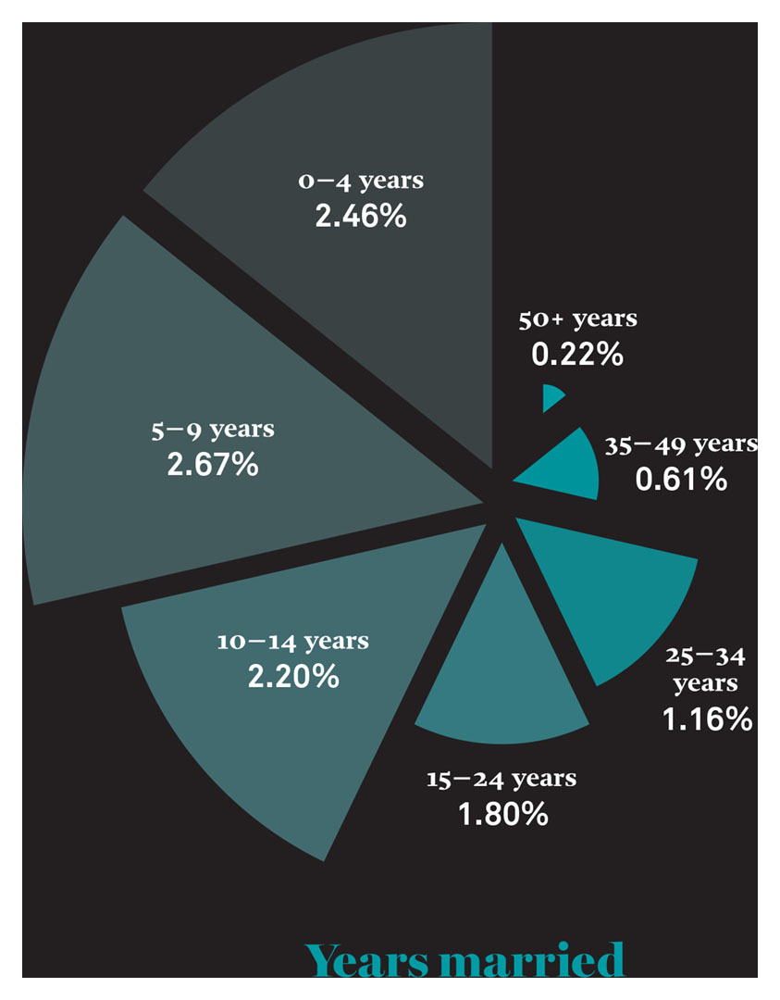 0–4 years
2.46%
50+ years
0.22%
5–9 years
2.67%
35–49 years
0.61%
10–14 years
2.20%
25–34
years
1.16%
15–24 years
1.80%
Years married